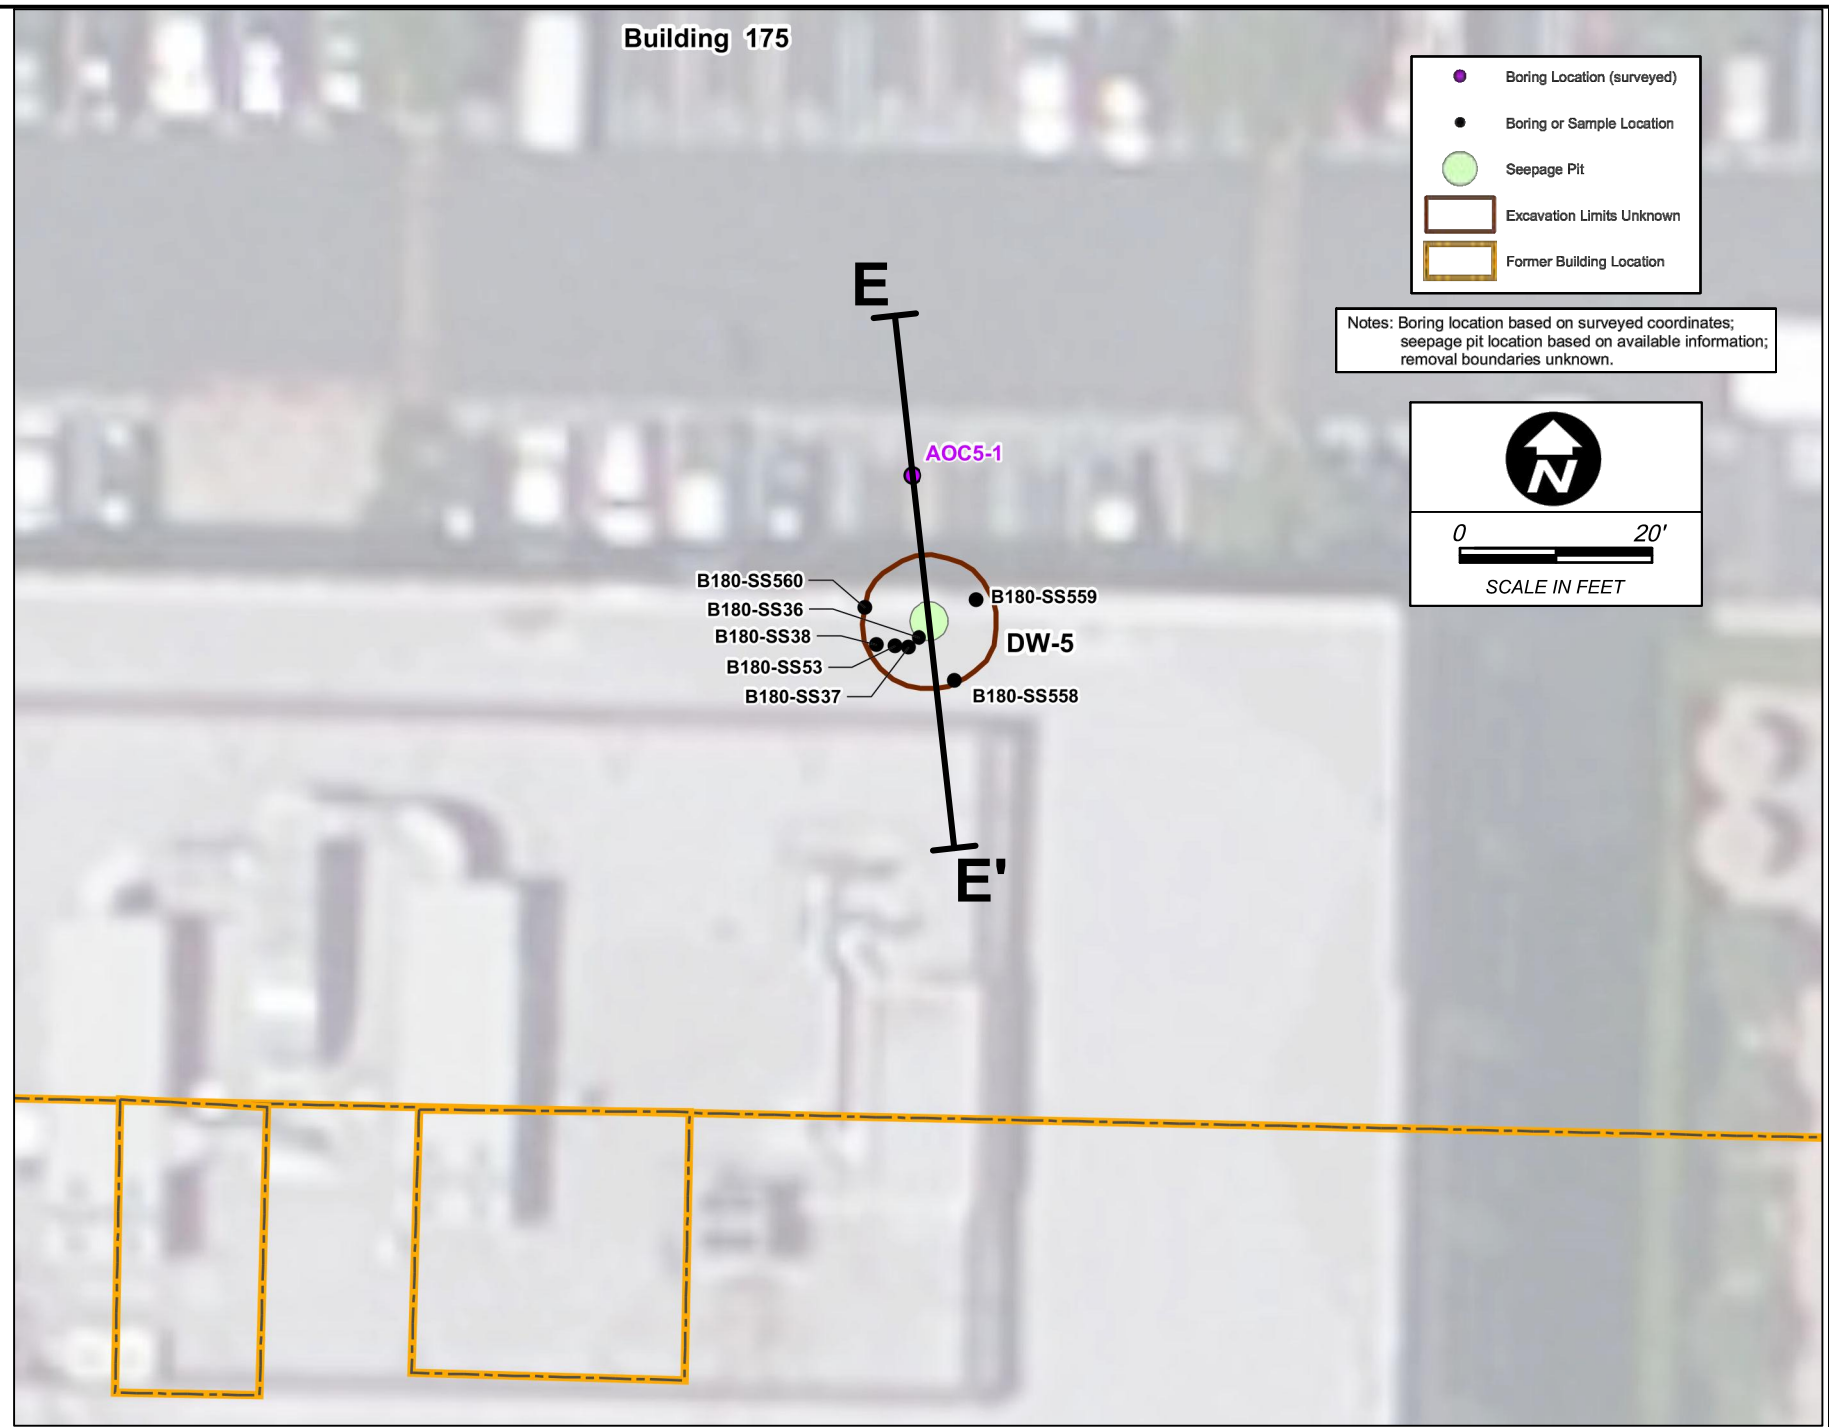 Building 175
Boring Location (surveyed)
Boring or Sample Location
Seepage Pit
Excavation Limits Unknown
Former Building Location
Notes: Boring location based on surveyed coordinates;
seepage pit location based on available information;
removal boundaries unknown.
N
0 20'
SCALE IN FEET
E
AOC5-1
B180-SS560
B180-SS36
B180-SS38
B180-SS53
B180-SS37
B180-SS559
DW-5
B180-SS558
E'